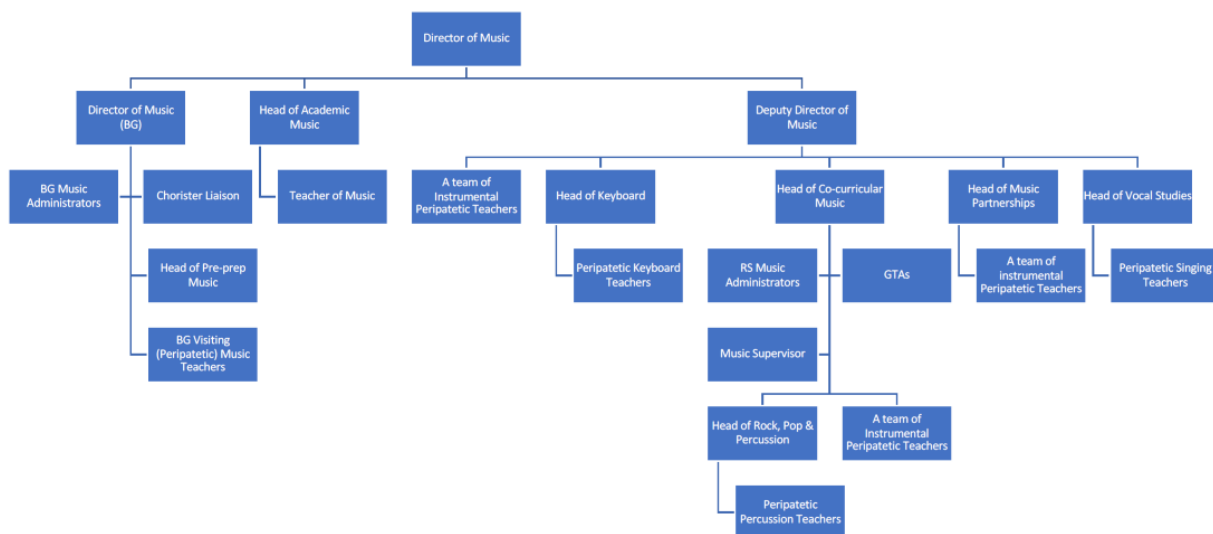 Director of Music
Director of Music
(BG)
Head of Academic
Music
Deputy Director of
Music
BG Music
Administrators
Chorister Liaison
Teacher of Music
A team of
Instrumental
Peripatetic Teachers
Head of Keyboard
Head of Co-curricular
Music
Head of Music
Partnerships
Head of Vocal Studies
Head of Pre-prep
Music
Peripatetic Keyboard
Teachers
RS Music
Administrators
GTAs
A team of
instrumental
Peripatetic Teachers
Peripatetic Singing
Teachers
BG Visiting
(Peripatetic) Music
Teachers
Music Supervisor
Head of Rock, Pop &
Percussion
A team of
Instrumental
Peripatetic Teachers
Peripatetic
Percussion Teachers